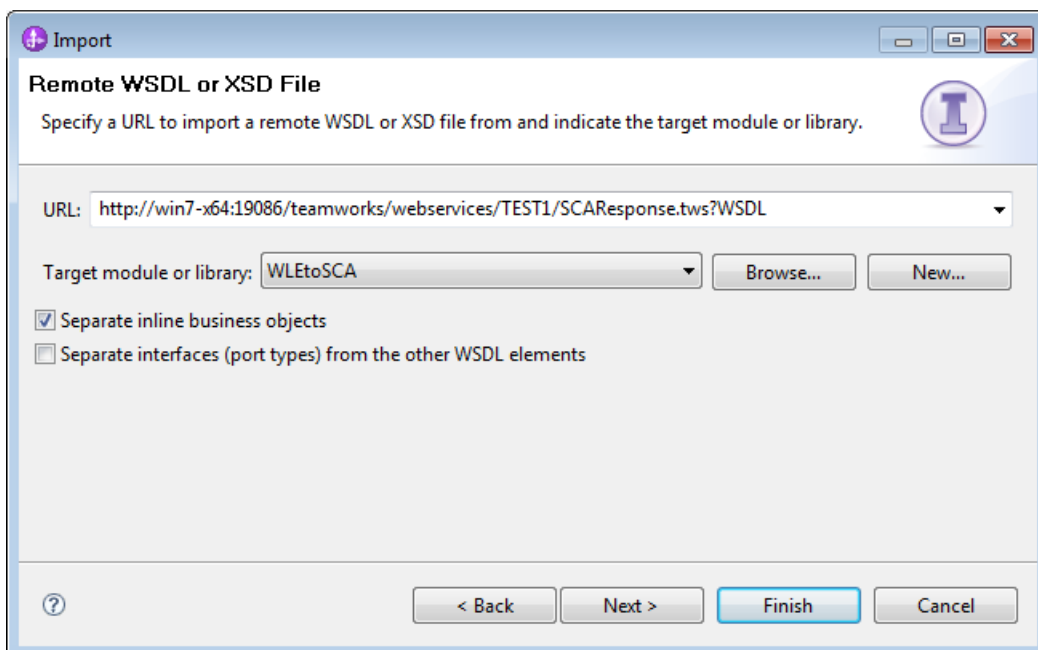 Import
Remote WSDL or XSD File
Specify a URL to import a remote WSDL or XSD file from and indicate the target module or library.
URL: http://win7-x64:19086/teamworks/webservices/TEST1/SCAResponse.tws?WSDL
Target module or library: WLEtoSCA Browse... New...
Separate inline business objects
Separate interfaces (port types) from the other WSDL elements
? < Back Next > Finish Cancel